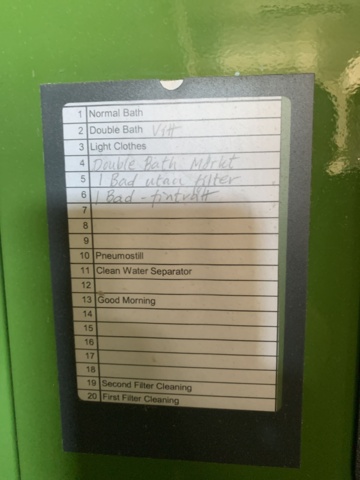 1 Normal Bath
2 Double Bath Vitt
3 Light Clothes
4 Double Bath Mörkt
5 1 Bad utan filter
6 1 Bad - fintvätt
7
8
9
10 Pneumostill
11 Clean Water Separator
12
13 Good Morning
14
15
16
17
18
19 Second Filter Cleaning
20 First Filter Cleaning